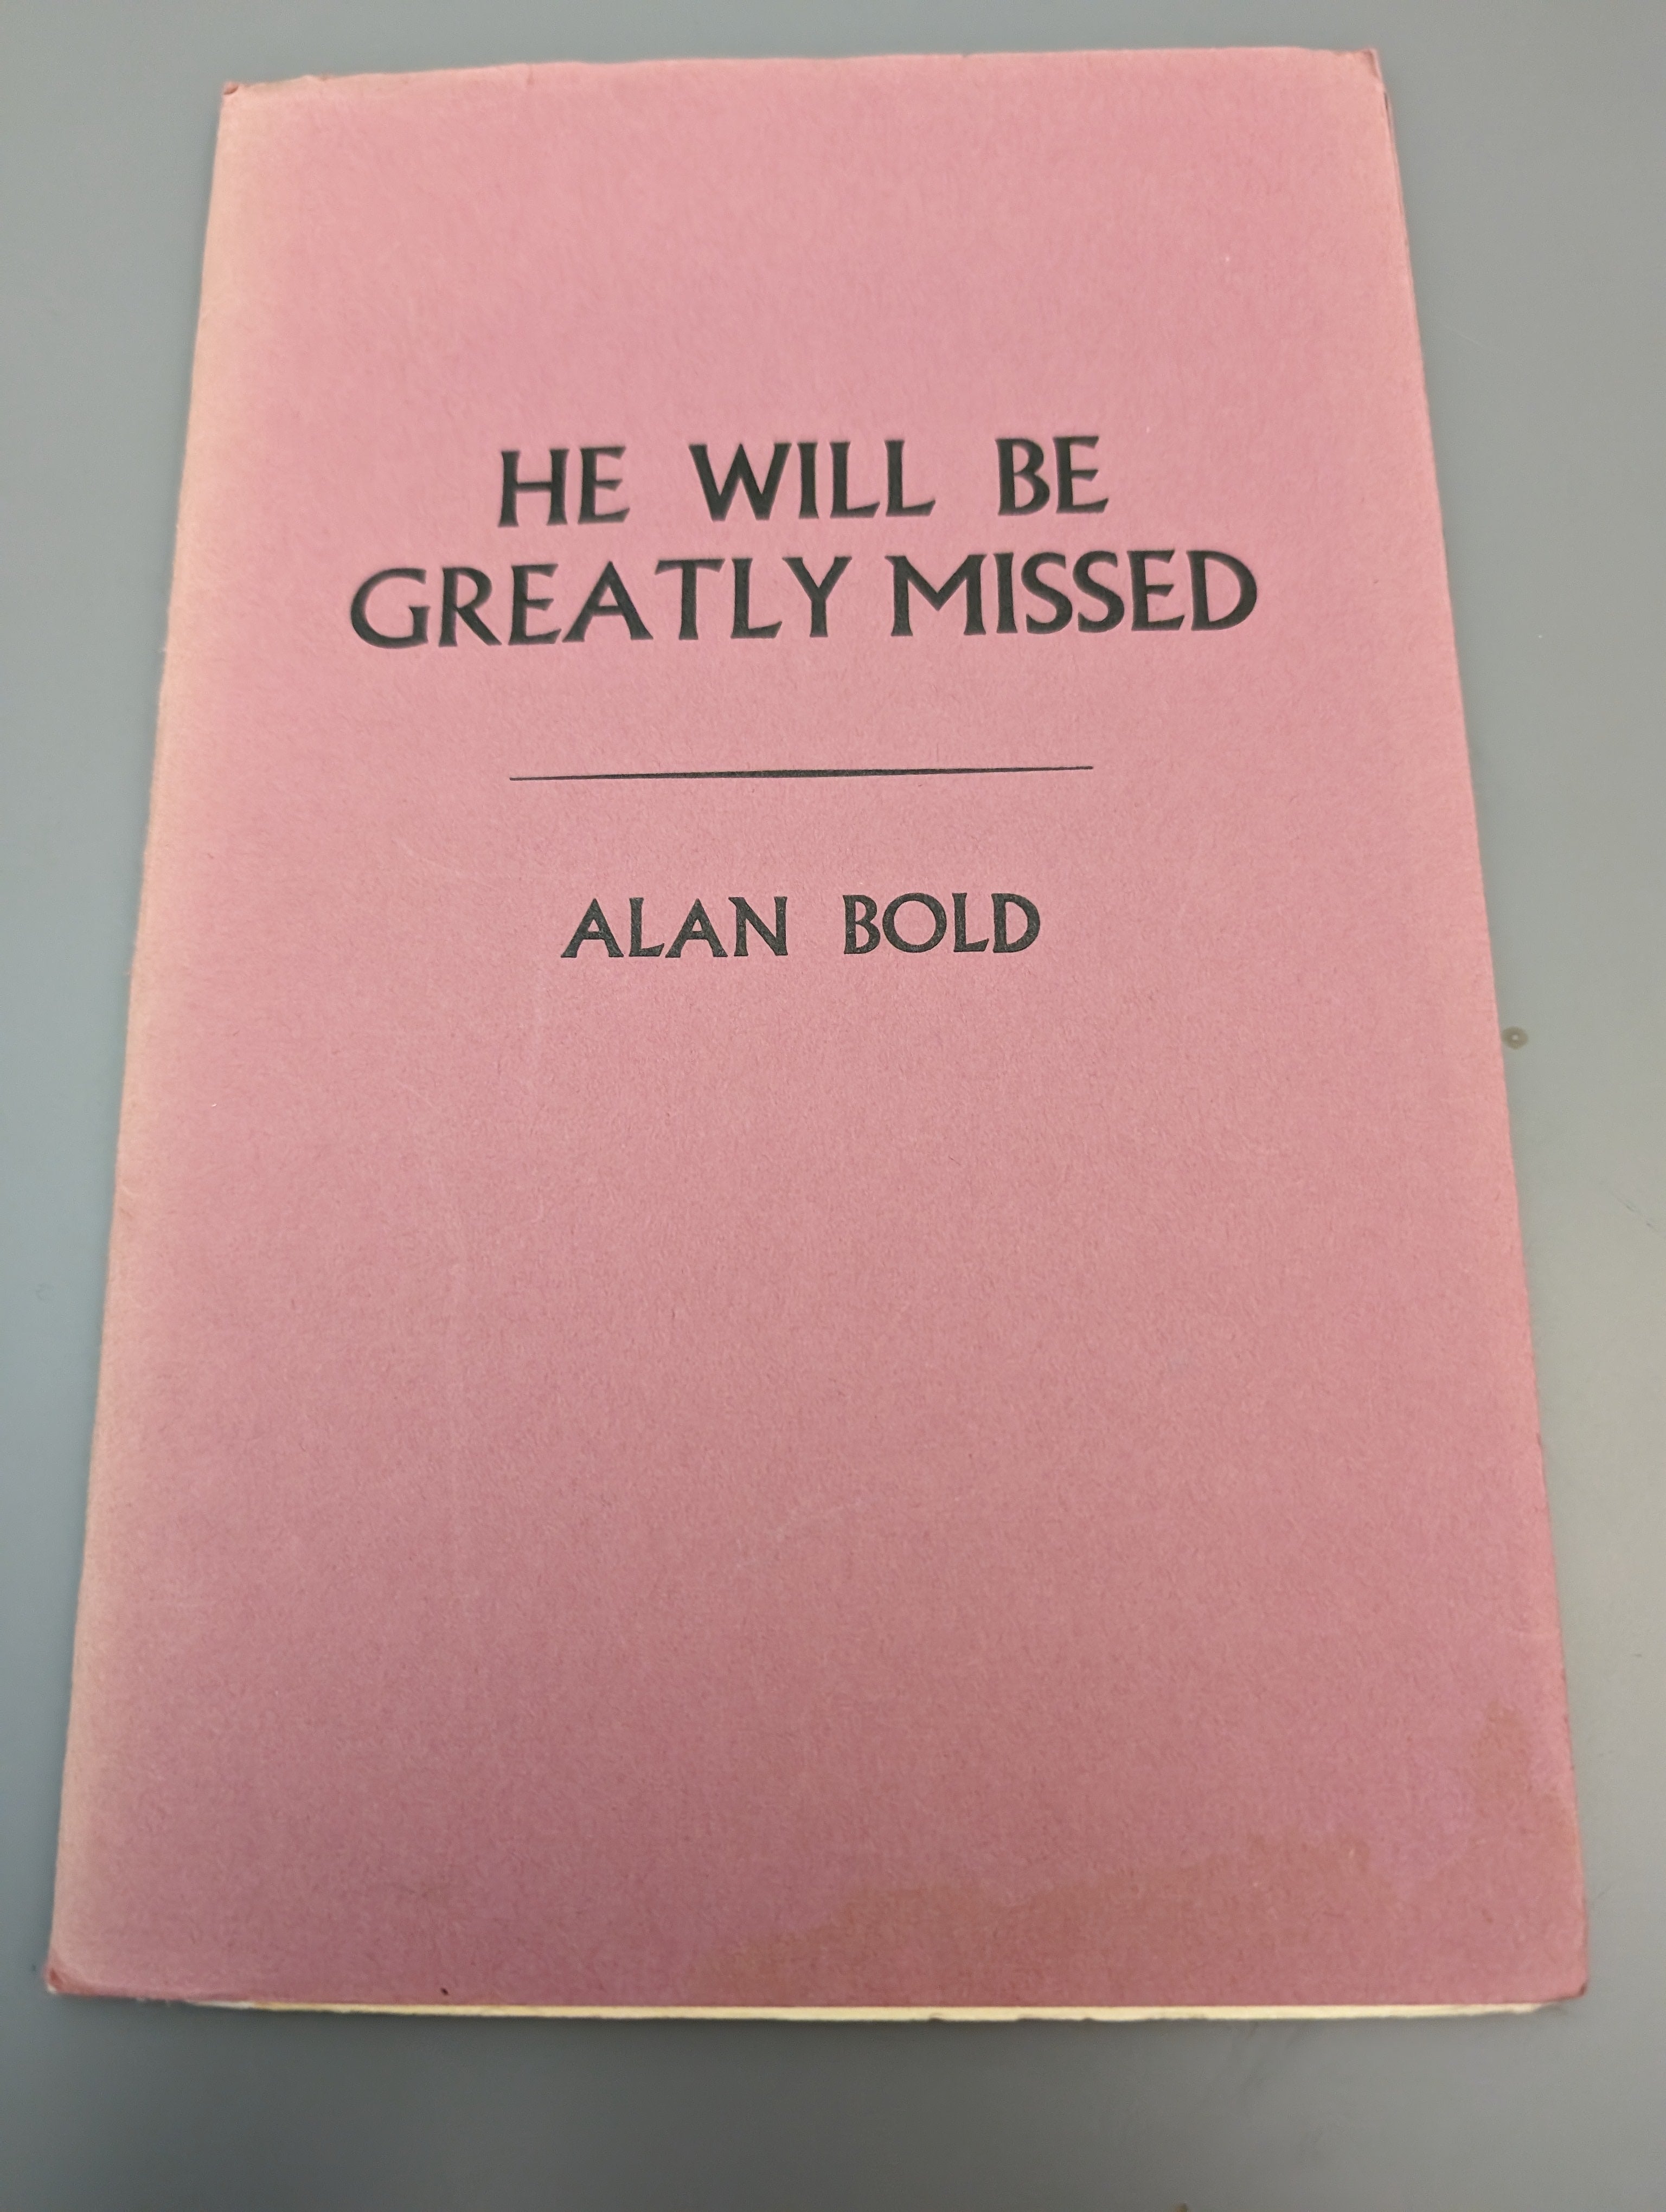 HE WILL BE
GREATLY MISSED
ALAN BOLD